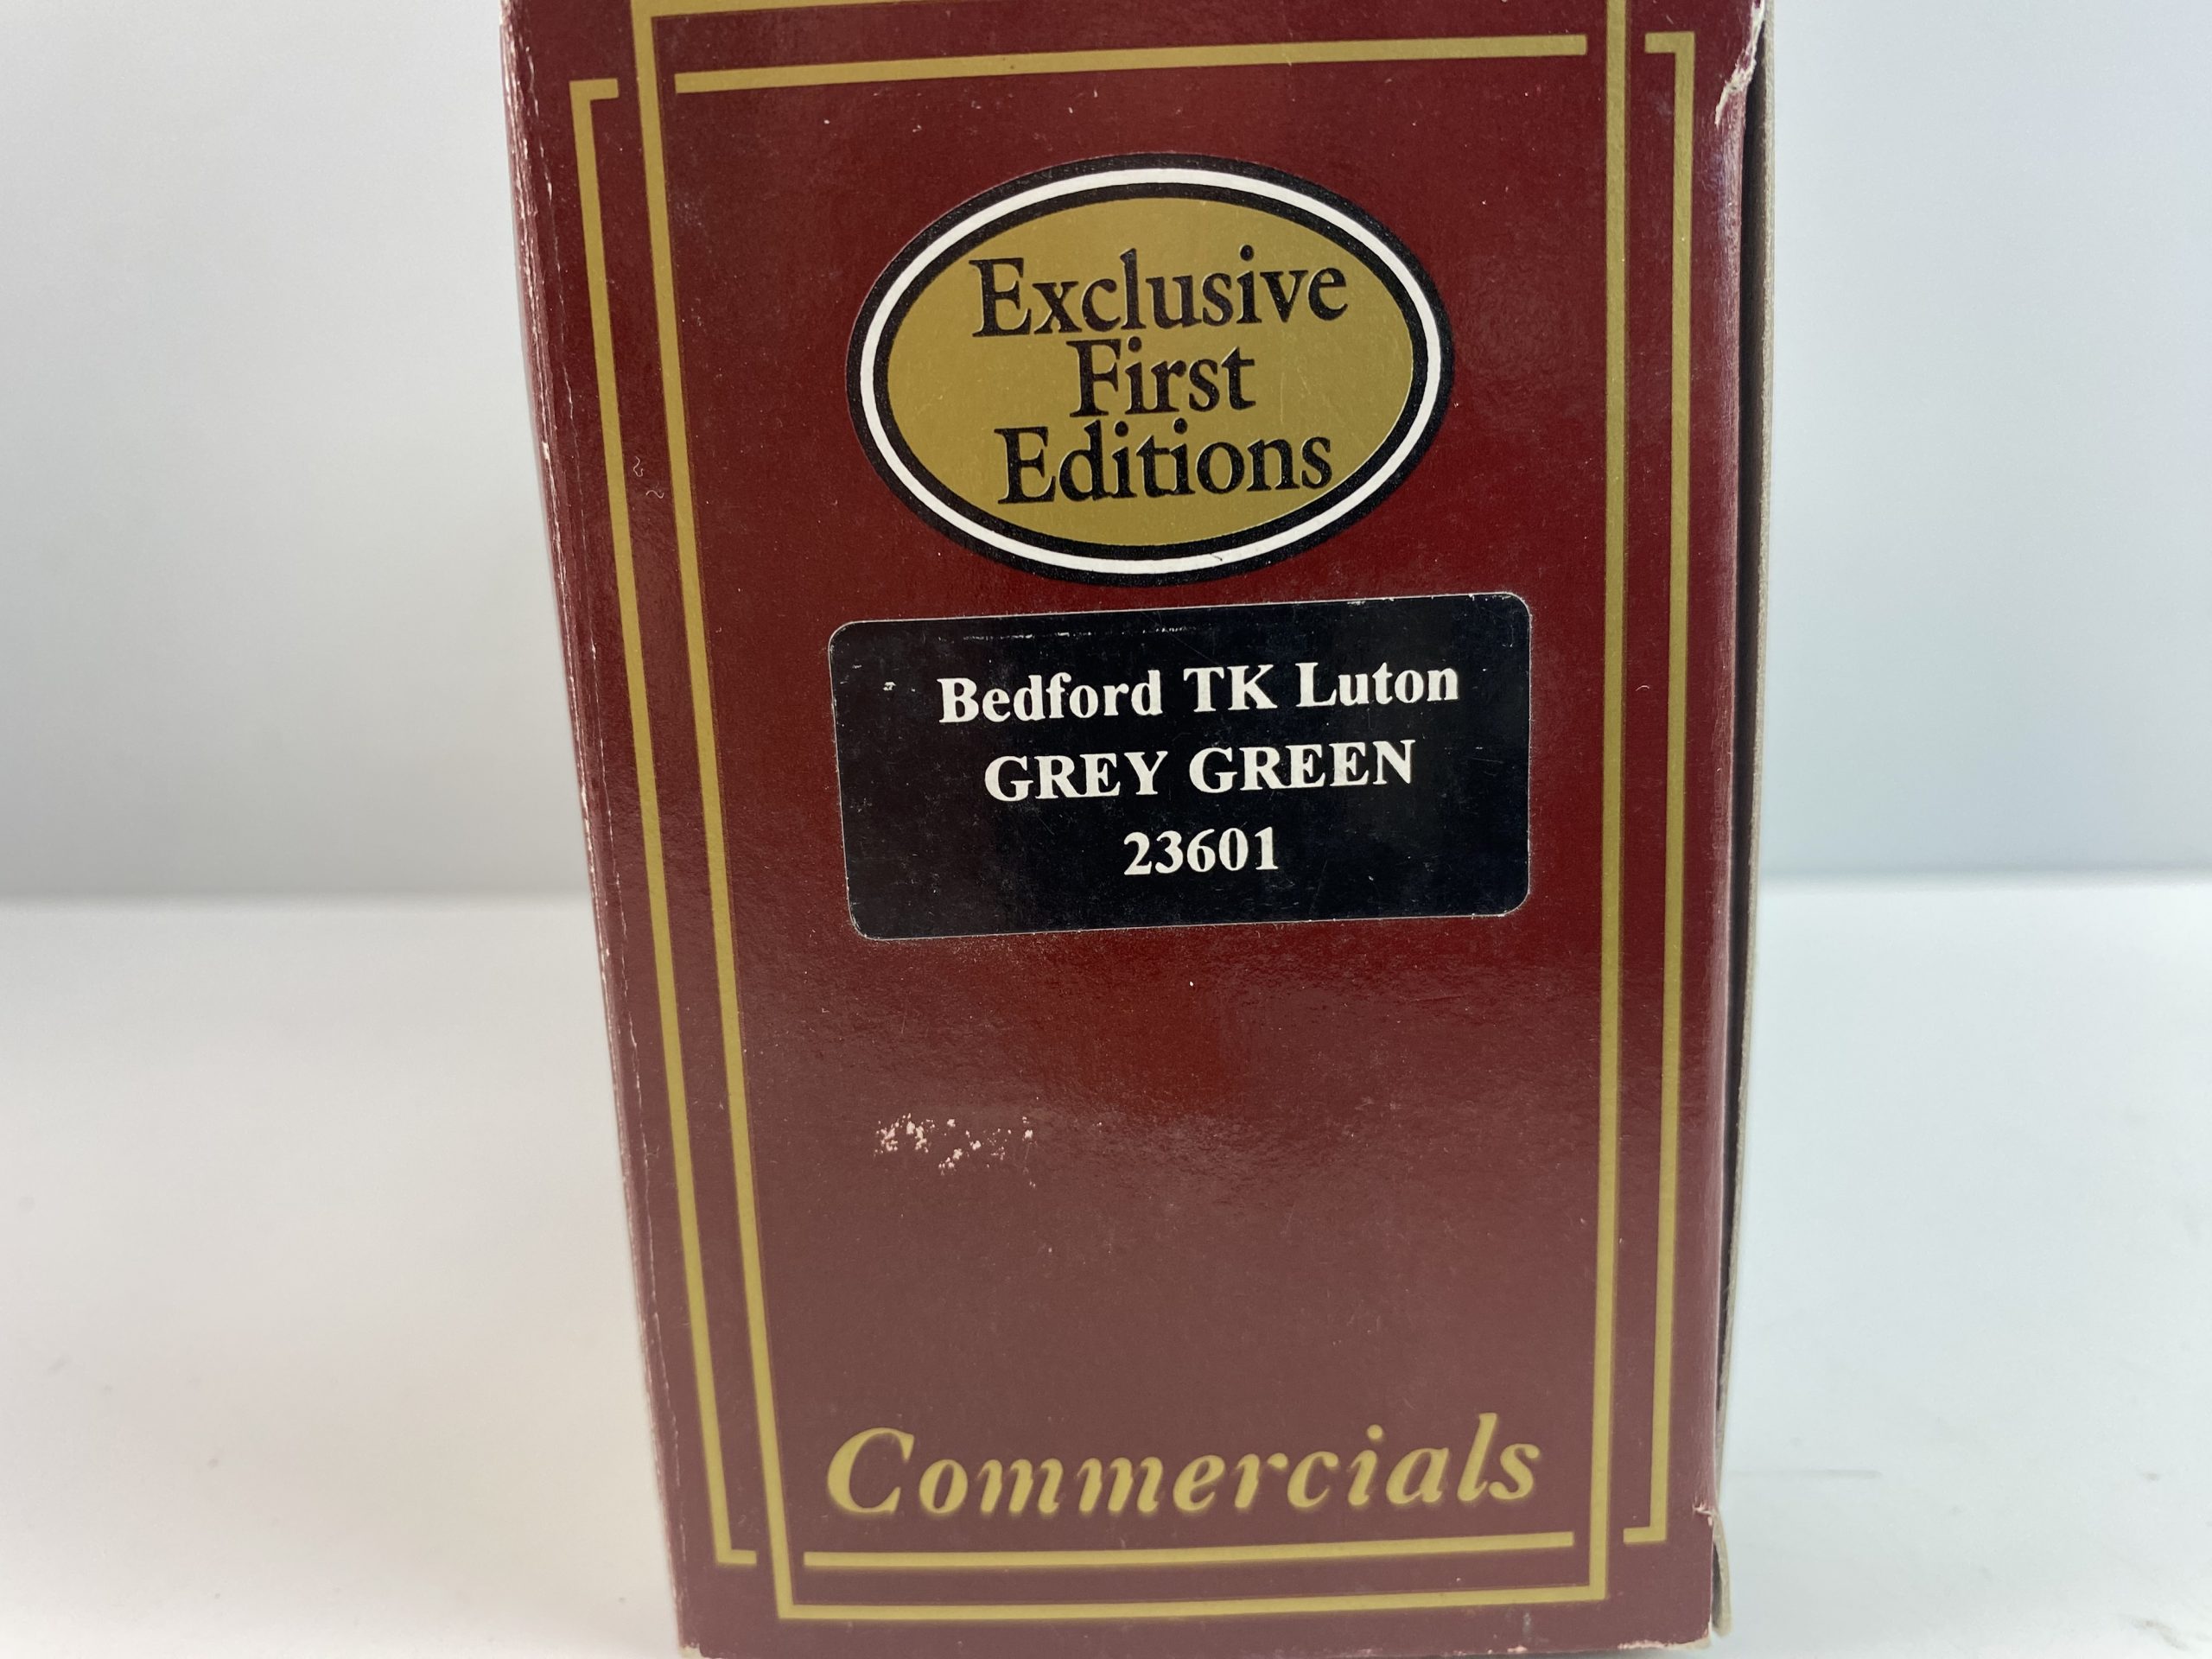 Exclusive
First
Editions
Bedford TK Luton
GREY GREEN
23601
Commercials